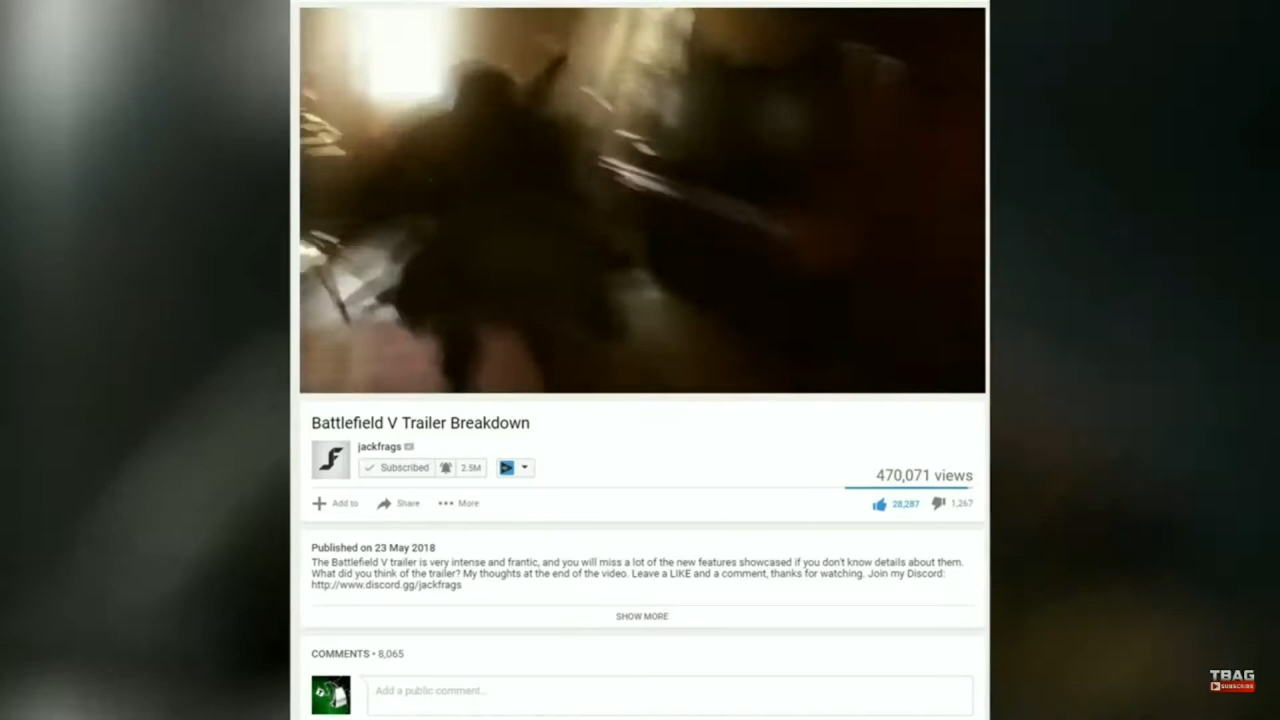 Battlefield V Trailer Breakdown
jackfrags
Subscribed 2.5M
470,071 views
Add to Share More 28,287 1,267
Published on 23 May 2018
The Battlefield V trailer is very intense and frantic, and you will miss a lot of the new features showcased if you don't know details about them.
What did you think of the trailer? My thoughts at the end of the video. Leave a LIKE and a comment, thanks for watching. Join my Discord:
http://www.discord.gg/jackfrags
SHOW MORE
COMMENTS • 8,065
Add a public comment...
TBAG
SUBSCRIBE